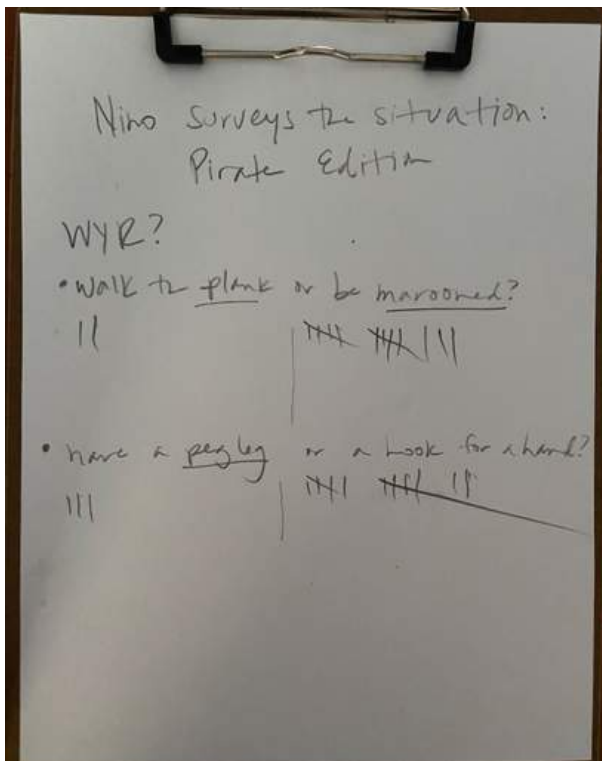 Nino surveys the situation:
Pirate Edition
WYR?
• Walk the plank or be marooned?
|| | 𝍸 𝍸 |||
• have a peg leg or a hook for a hand?
||| | 𝍸 𝍸 ||